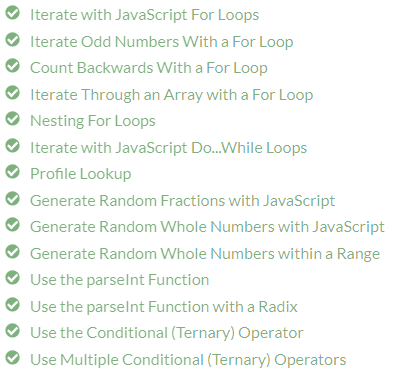 Iterate with JavaScript For Loops
Iterate Odd Numbers With a For Loop
Count Backwards With a For Loop
Iterate Through an Array with a For Loop
Nesting For Loops
Iterate with JavaScript Do...While Loops
Profile Lookup
Generate Random Fractions with JavaScript
Generate Random Whole Numbers with JavaScript
Generate Random Whole Numbers within a Range
Use the parseInt Function
Use the parseInt Function with a Radix
Use the Conditional (Ternary) Operator
Use Multiple Conditional (Ternary) Operators